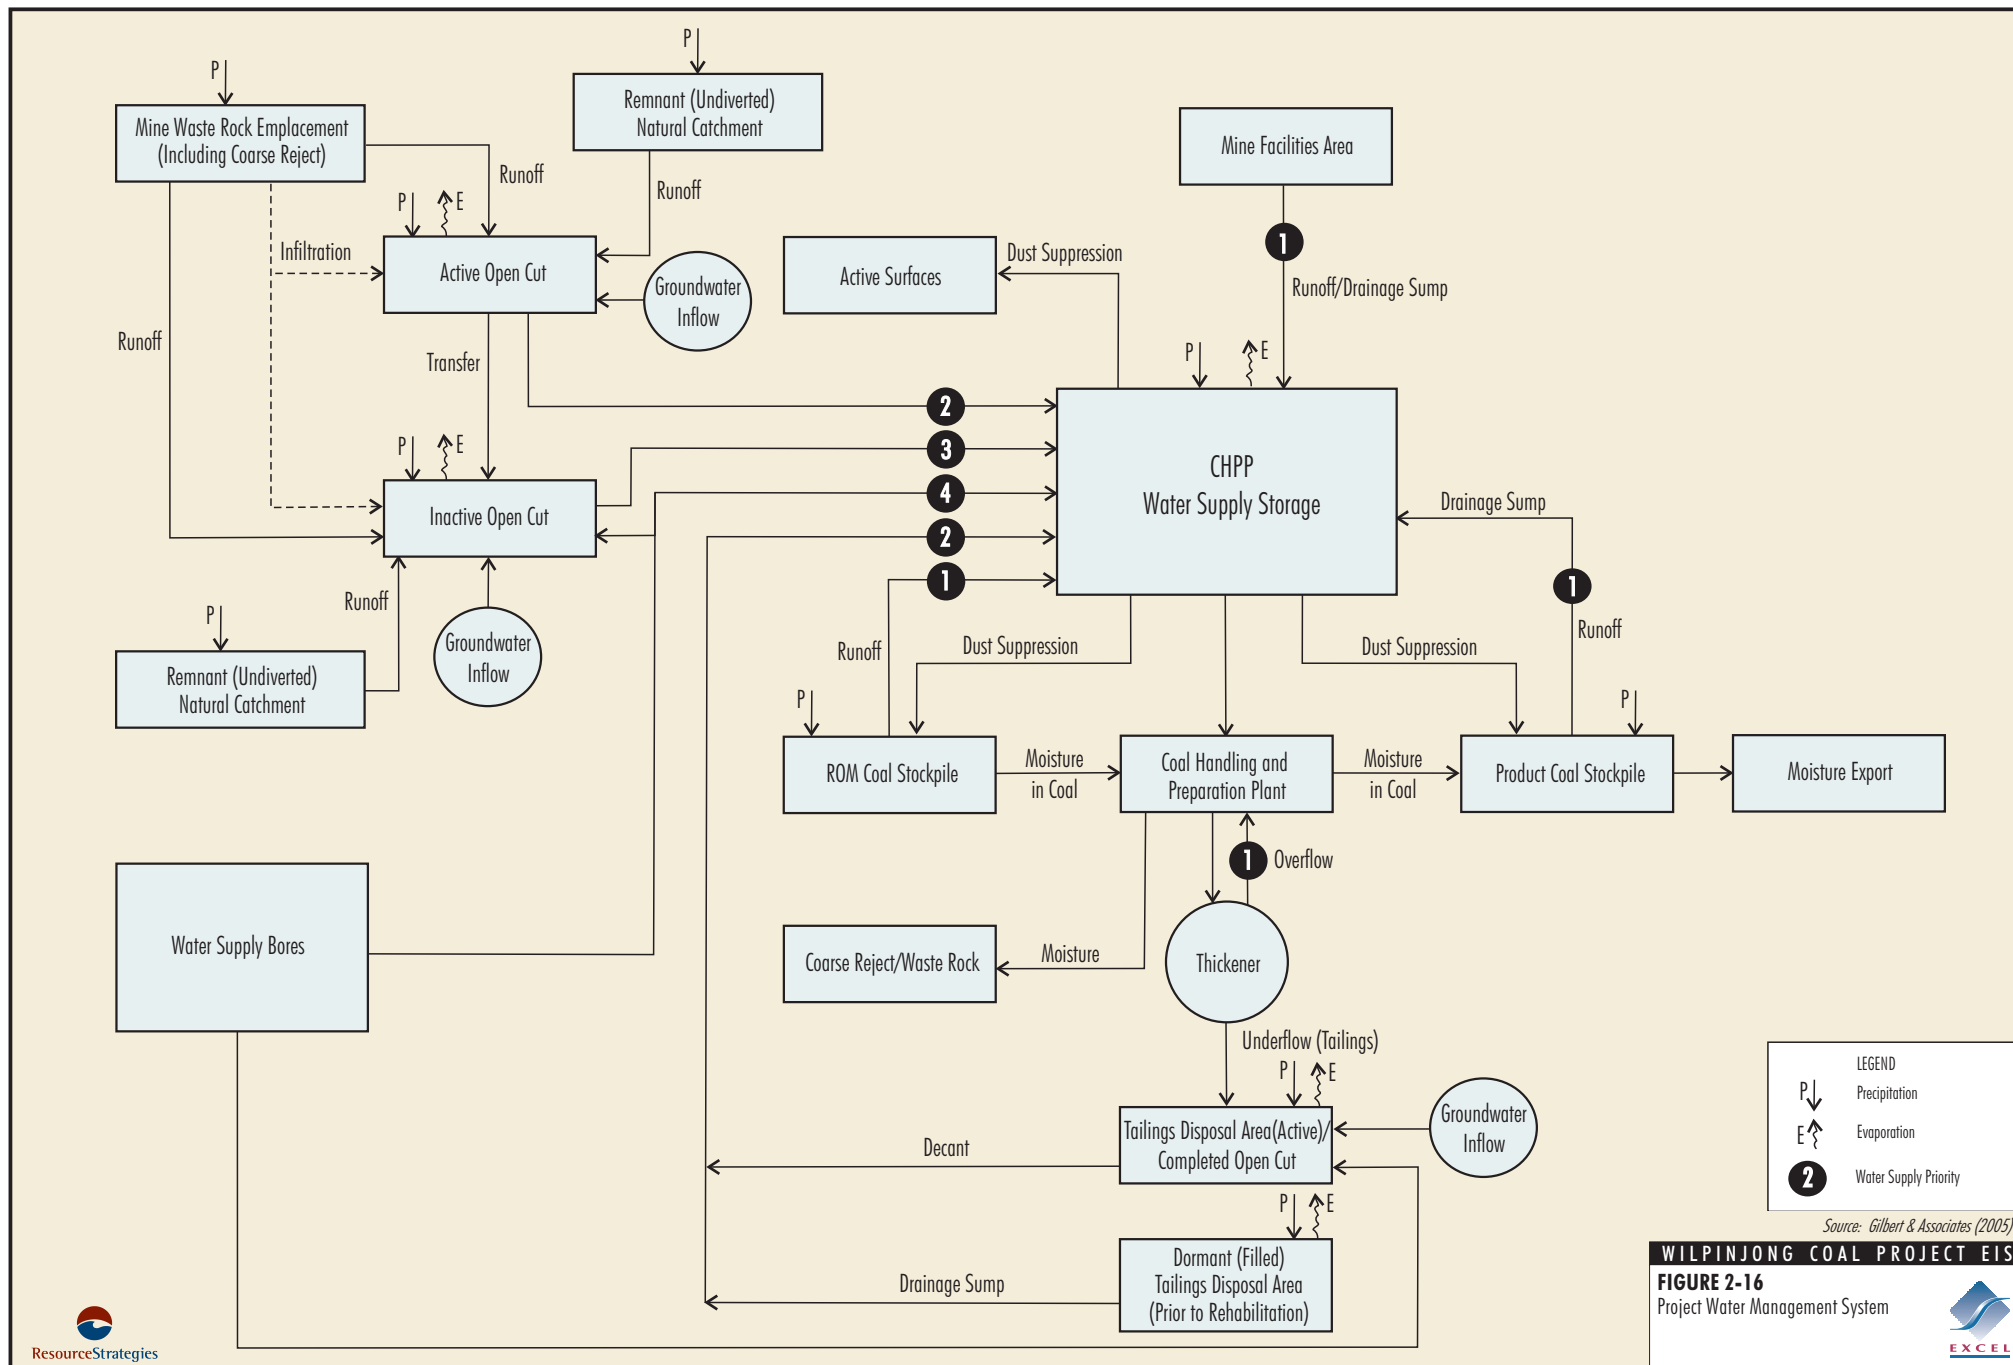 P
P
Remnant (Undiverted)
Natural Catchment
Mine Waste Rock Emplacement
(Including Coarse Reject)
Mine Facilities Area
Runoff
Runoff
P
E
1
Infiltration
Active Open Cut
Groundwater
Inflow
Active Surfaces
Dust Suppression
Runoff/Drainage Sump
Runoff
Transfer
P
E
2
3
4
2
1
CHPP
Water Supply Storage
P
E
Inactive Open Cut
Drainage Sump
1
Runoff
P
Runoff
Groundwater
Inflow
Remnant (Undiverted)
Natural Catchment
Runoff
Dust Suppression
Dust Suppression
P
P
ROM Coal Stockpile
Moisture
in Coal
Coal Handling and
Preparation Plant
Moisture
in Coal
Product Coal Stockpile
Moisture Export
1
Overflow
Water Supply Bores
Coarse Reject/Waste Rock
Moisture
Thickener
Underflow (Tailings)
P
E
Tailings Disposal Area(Active)/
Completed Open Cut
Groundwater
Inflow
Decant
P
E
Dormant (Filled)
Tailings Disposal Area
(Prior to Rehabilitation)
Drainage Sump
LEGEND
P
Precipitation
E
Evaporation
2
Water Supply Priority
Source: Gilbert & Associates (2005)
WILPINJONG COAL PROJECT EIS
FIGURE 2-16
Project Water Management System
EXCEL
ResourceStrategies